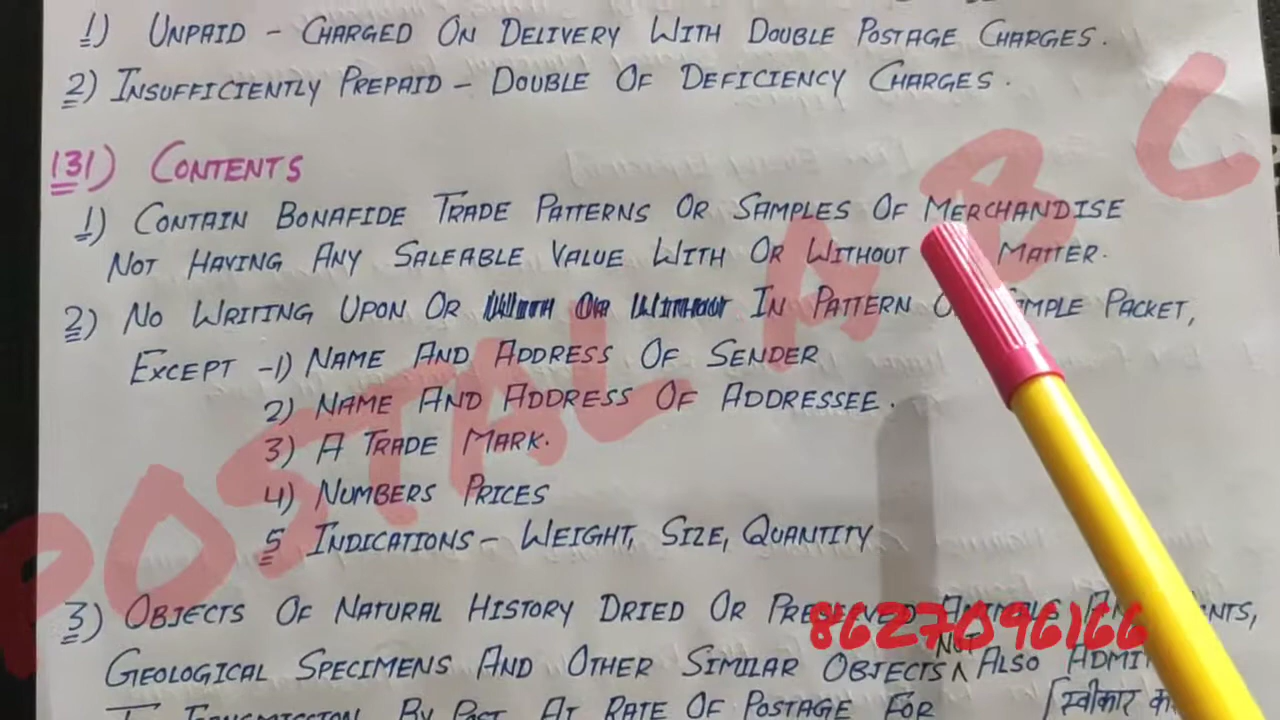 1) UNPAID - CHARGED ON DELIVERY WITH DOUBLE POSTAGE CHARGES.
2) INSUFFICIENTLY PREPAID - DOUBLE OF DEFICIENCY CHARGES.
131) CONTENTS
1) CONTAIN BONAFIDE TRADE PATTERNS OR SAMPLES OF MERCHANDISE
NOT HAVING ANY SALEABLE VALUE WITH OR WITHOUT MATTER.
2) NO WRITING UPON OR IN PATTERN PACKET,
EXCEPT - 1) NAME AND ADDRESS OF SENDER
2) NAME AND ADDRESS OF ADDRESSEE.
3) A TRADE MARK.
4) NUMBERS PRICES
5 INDICATIONS - WEIGHT, SIZE, QUANTITY
3) OBJECTS OF NATURAL HISTORY DRIED OR
8627096166
GEOLOGICAL SPECIMENS AND OTHER SIMILAR OBJECTS NOT ALSO
TRANSMISSION BY POST AT RATE OF POSTAGE FOR
स्वीकार
POSTAL ABC